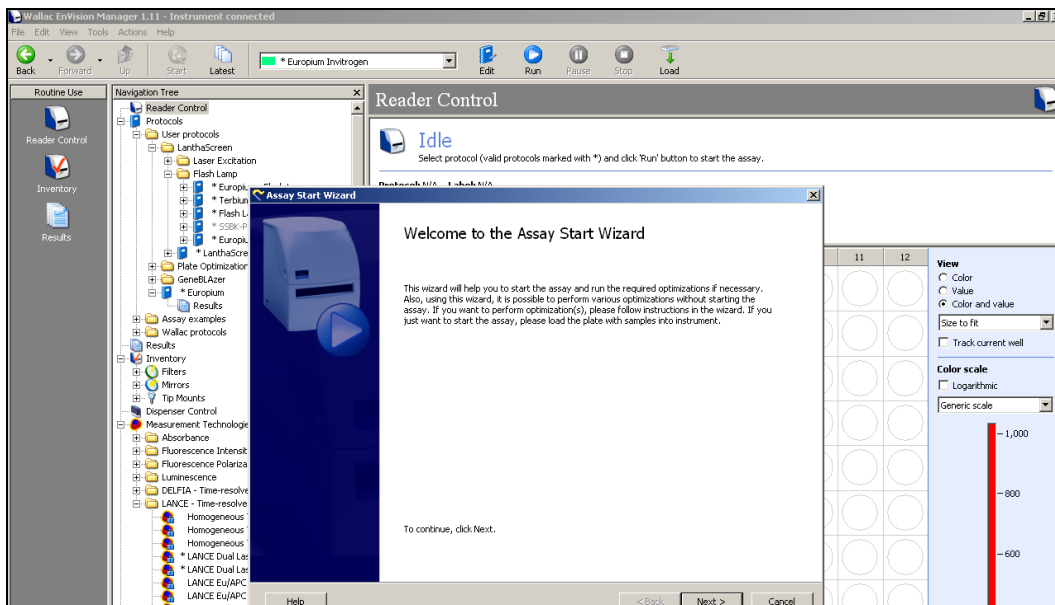 Wallac EnVision Manager 1.11 - Instrument connected
File Edit View Tools Actions Help
Back Forward Up Start Latest * Europium Invitrogen Edit Run Pause Stop Load
Routine Use
Reader Control
Inventory
Results
Navigation Tree
Reader Control
Protocols
User protocols
LanthaScreen
Laser Excitation
Flash Lamp
* Europiu
* Terbiun
* Flash L
* SSBK-P
* Europiu
* LanthaScre
Plate Optimization
GeneBLAzer
* Europium
Results
Assay examples
Wallac protocols
Results
Inventory
Filters
Mirrors
Tip Mounts
Dispenser Control
Measurement Technologie
Absorbance
Fluorescence Intensit
Fluorescence Polariza
Luminescence
DELFIA - Time-resolve
LANCE - Time-resolve
Homogeneous
Homogeneous
Homogeneous
* LANCE Dual Las
* LANCE Dual Las
LANCE Eu/APC
LANCE Eu/APC
Reader Control
Idle
Select protocol (valid protocols marked with *) and click 'Run' button to start the assay.
Protocol N/A Label N/A
Assay Start Wizard
Welcome to the Assay Start Wizard
This wizard will help you to start the assay and run the required optimizations if necessary.
Also, using this wizard, it is possible to perform various optimizations without starting the
assay. If you want to perform optimization(s), please follow instructions in the wizard. If you
just want to start the assay, please load the plate with samples into instrument.
To continue, click Next.
Help < Back Next > Cancel
11 12
View
Color
Value
Color and value
Size to fit
Track current well
Color scale
Logarithmic
Generic scale
1,000
800
600